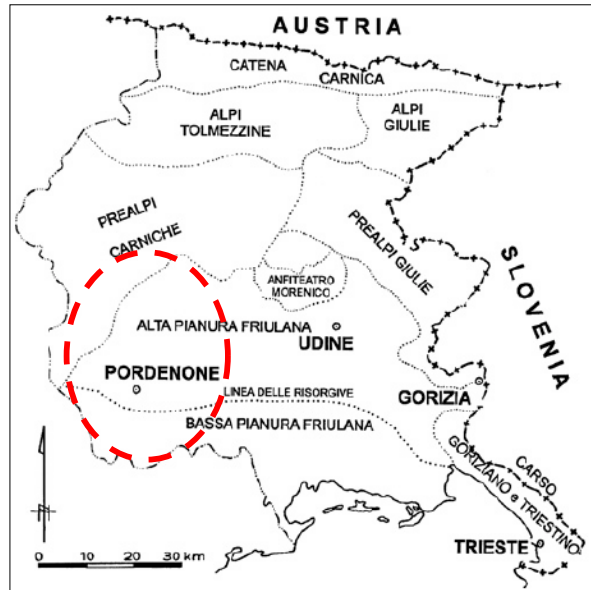 AUSTRIA
CATENA
CARNICA
ALPI
TOLMEZZINE
ALPI
GIULIE
PREALPI
CARNICHE
PREALPI GIULIE
SLOVENIA
ANFITEATRO
MORENICO
ALTA PIANURA FRIULANA
UDINE
PORDENONE
LINEA DELLE RISORGIVE
GORIZIA
BASSA PIANURA FRIULANA
CARSO
GORIZIANO e TRIESTINO
TRIESTE
0 10 20 30 km